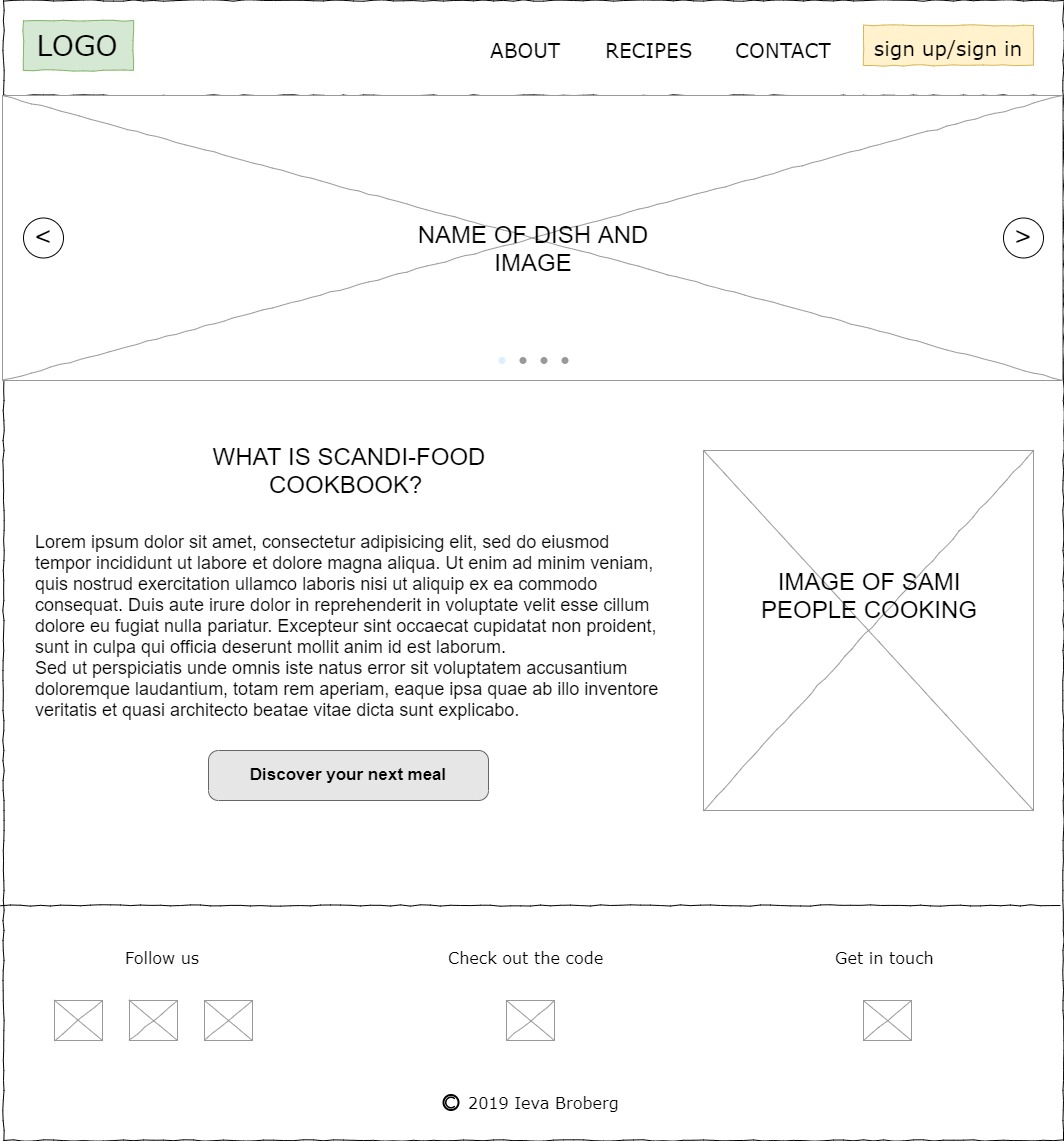 LOGO
ABOUT
RECIPES
CONTACT
sign up/sign in
<
NAME OF DISH AND
IMAGE
>
WHAT IS SCANDI-FOOD
COOKBOOK?
Lorem ipsum dolor sit amet, consectetur adipisicing elit, sed do eiusmod
tempor incididunt ut labore et dolore magna aliqua. Ut enim ad minim veniam,
quis nostrud exercitation ullamco laboris nisi ut aliquip ex ea commodo
consequat. Duis aute irure dolor in reprehenderit in voluptate velit esse cillum
dolore eu fugiat nulla pariatur. Excepteur sint occaecat cupidatat non proident,
sunt in culpa qui officia deserunt mollit anim id est laborum.
Sed ut perspiciatis unde omnis iste natus error sit voluptatem accusantium
doloremque laudantium, totam rem aperiam, eaque ipsa quae ab illo inventore
veritatis et quasi architecto beatae vitae dicta sunt explicabo.
Discover your next meal
IMAGE OF SAMI
PEOPLE COOKING
Follow us
Check out the code
Get in touch
© 2019 Ieva Broberg